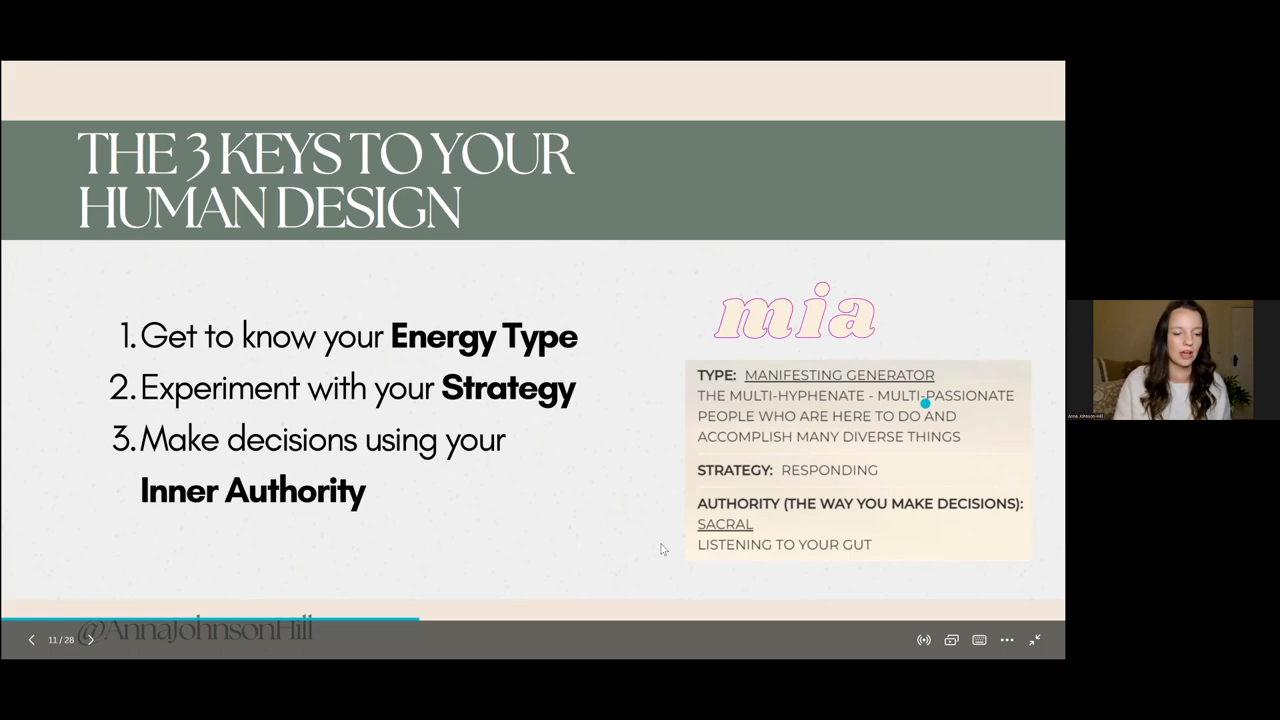 THE 3 KEYS TO YOUR
HUMAN DESIGN
1. Get to know your Energy Type
2. Experiment with your Strategy
3. Make decisions using your
Inner Authority
mia
TYPE: MANIFESTING GENERATOR
THE MULTI-HYPHENATE - MULTI-PASSIONATE
PEOPLE WHO ARE HERE TO DO AND
ACCOMPLISH MANY DIVERSE THINGS
STRATEGY: RESPONDING
AUTHORITY (THE WAY YOU MAKE DECISIONS):
SACRAL
LISTENING TO YOUR GUT
@AnnaJohnsonHill
11 / 28
Anna Johnson-Hill